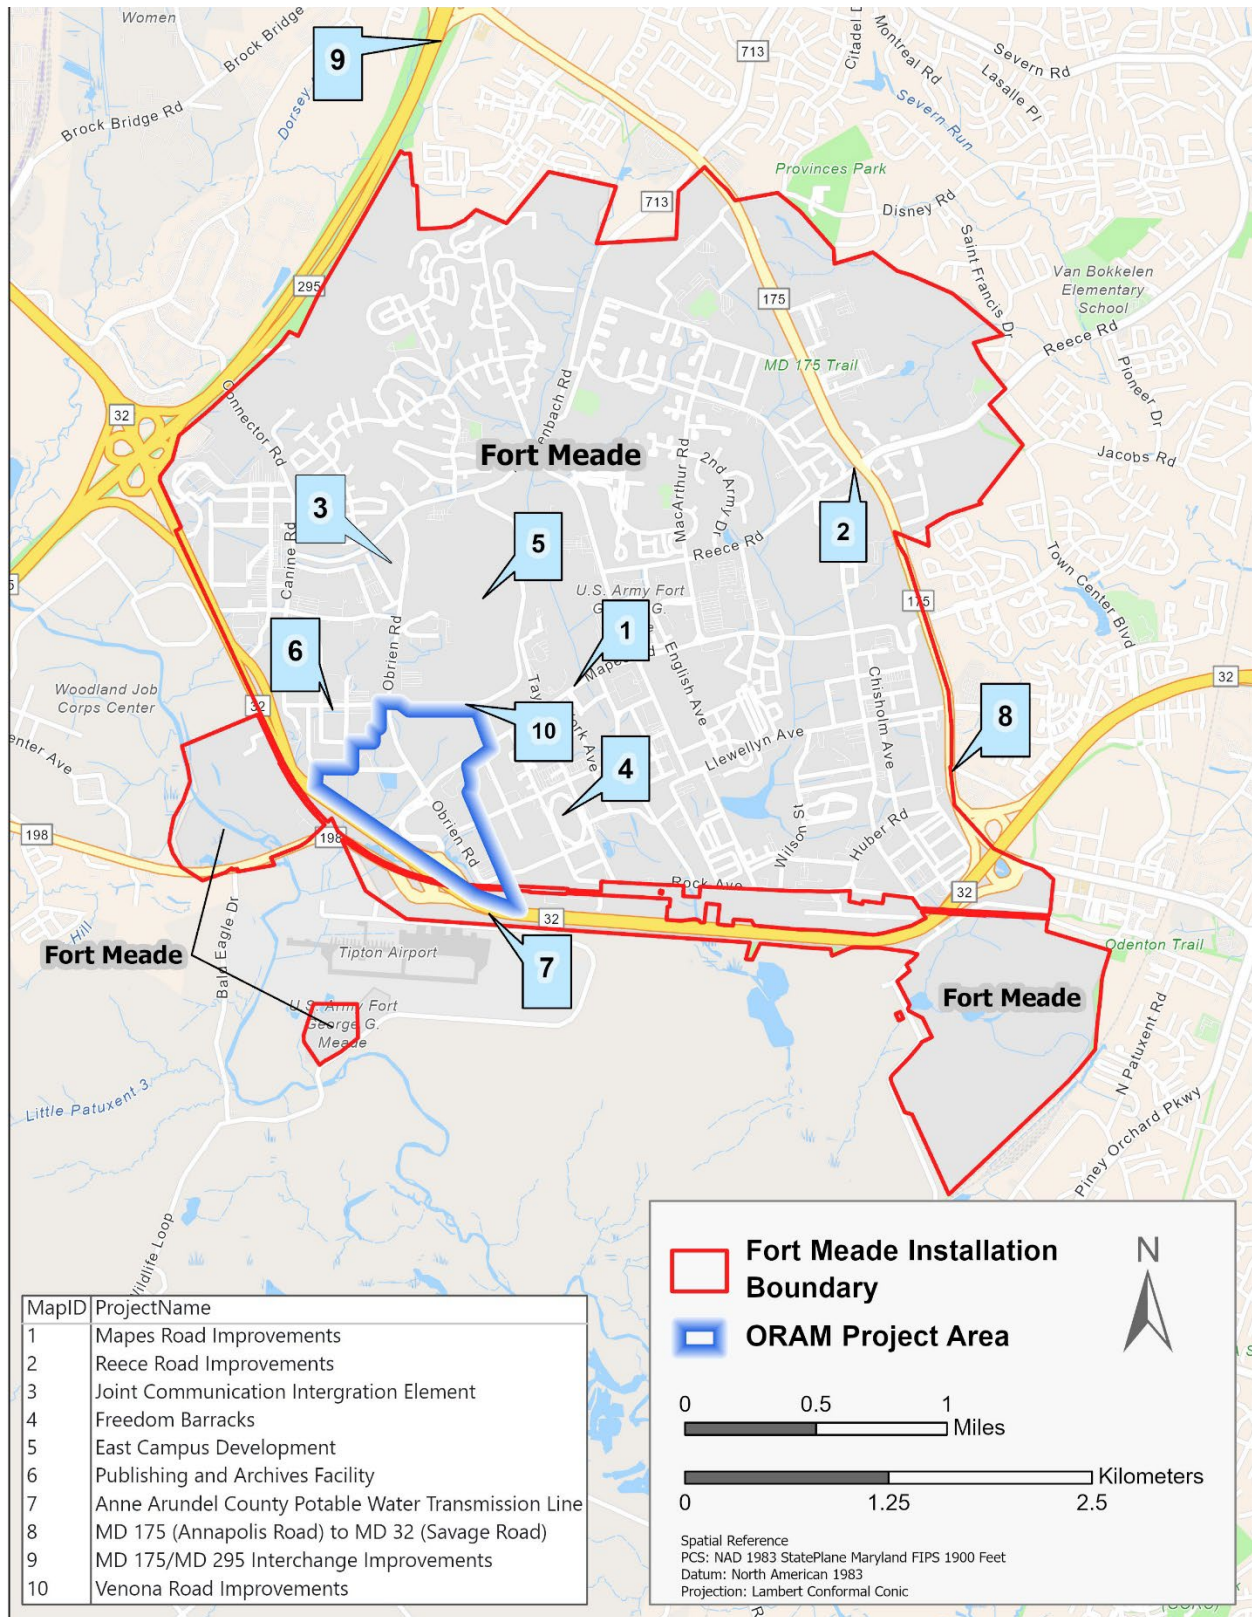 Women
Brock Bridge
Citadel D
Montreal Rd
Severn Rd
Lasalle Pl
9
713
Dorsey
Brock Bridge Rd
Severn Run
Provinces Park
Disney Rd
713
Saint Francis Dr
Van Bokkelen
Elementary
School
295
175
Reece Rd
MD 175 Trail
Pioneer Dr
32
Connector Rd
enbach Rd
Fort Meade
Jacobs Rd
MacArthur Rd
2nd Army Dr
3
5
2
Reece Rd
Canine Rd
Town Center Blvd
U.S. Army Fort
G
G.
175
1
6
Obrien Rd
Mapes
d
English Ave
Chisholm Ave
Woodland Job
Corps Center
32
32
Tay
ork Ave
10
8
enter Ave
Llewellyn Ave
4
198
198
Obrien Rd
Wilson St
Huber Rd
Rock Ave
32
32
Hill
Bald Eagle Dr
Tipton Airport
7
Odenton Trail
Fort Meade
Fort Meade
U.S. Army Fort
George G.
Meade
N Patuxent Rd
Little Patuxent 3
Piney Orchard Pkwy
Wildlife Loop
MapID ProjectName
1 Mapes Road Improvements
2 Reece Road Improvements
3 Joint Communication Intergration Element
4 Freedom Barracks
5 East Campus Development
6 Publishing and Archives Facility
7 Anne Arundel County Potable Water Transmission Line
8 MD 175 (Annapolis Road) to MD 32 (Savage Road)
9 MD 175/MD 295 Interchange Improvements
10 Venona Road Improvements
Fort Meade Installation
Boundary
ORAM Project Area
N
0 0.5 1
Miles
Kilometers
0 1.25 2.5
Spatial Reference
PCS: NAD 1983 StatePlane Maryland FIPS 1900 Feet
Datum: North American 1983
Projection: Lambert Conformal Conic